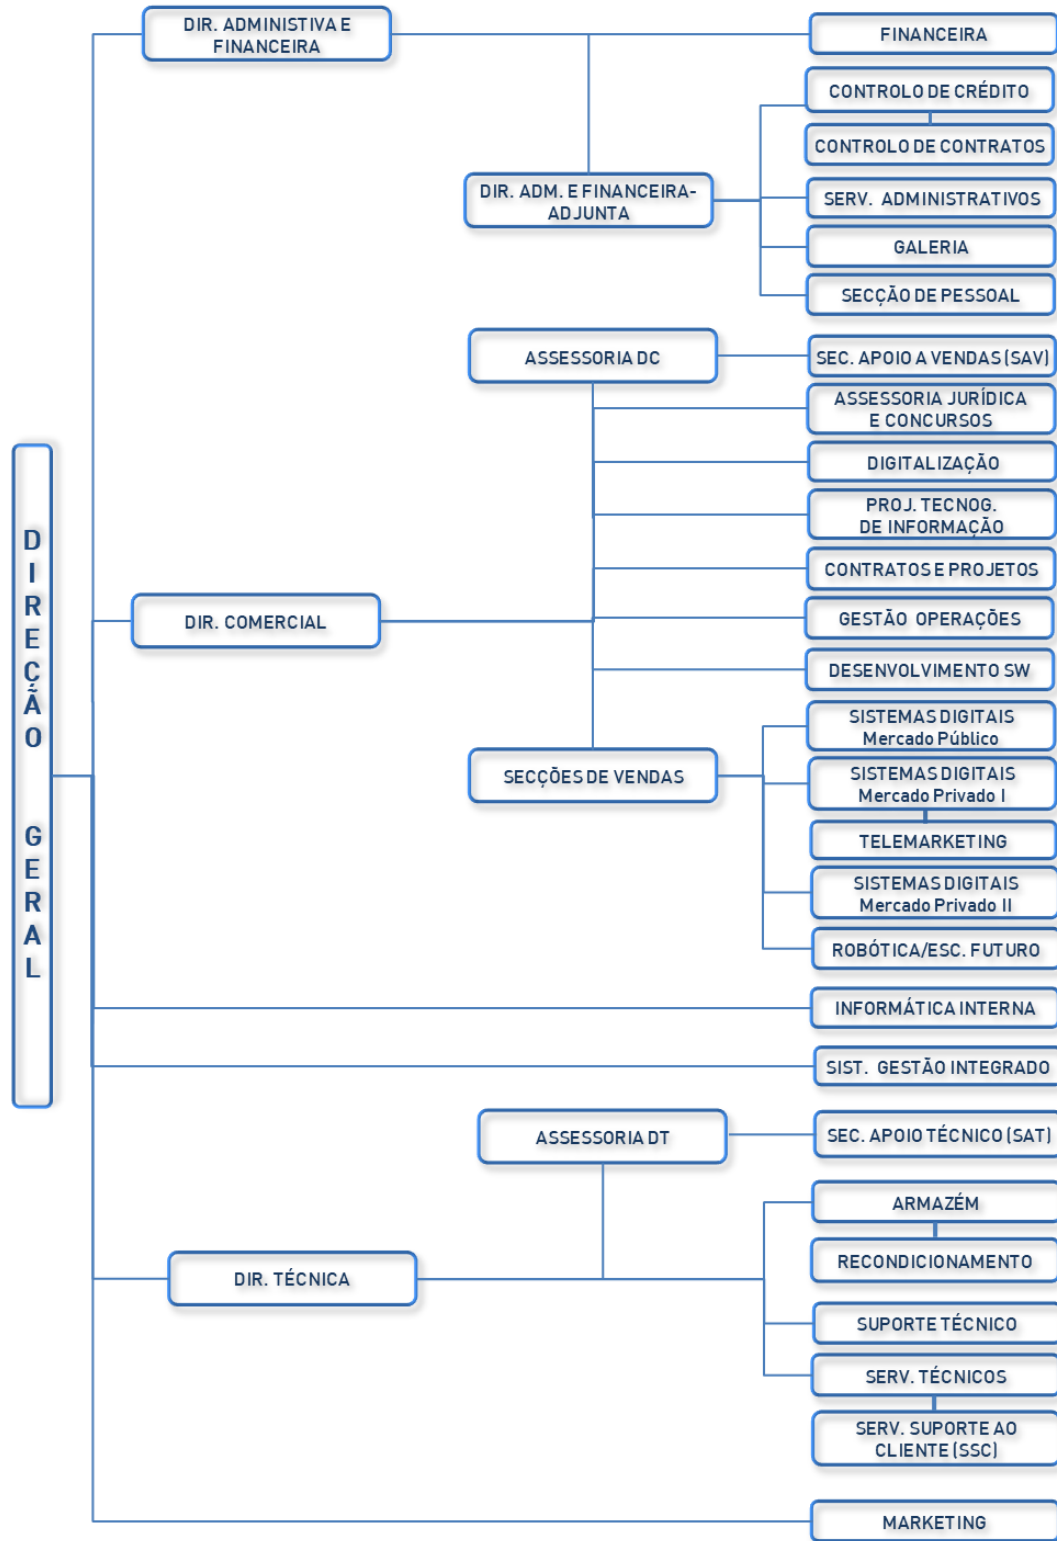 DIR. ADMINISTIVA E
FINANCEIRA
FINANCEIRA
CONTROLO DE CRÉDITO
CONTROLO DE CONTRATOS
DIR. ADM. E FINANCEIRA-
ADJUNTA
SERV. ADMINISTRATIVOS
GALERIA
SECÇÃO DE PESSOAL
ASSESSORIA DC
SEC. APOIO A VENDAS (SAV)
ASSESSORIA JURÍDICA
E CONCURSOS
DIGITALIZAÇÃO
PROJ. TECNOG.
DE INFORMAÇÃO
CONTRATOS E PROJETOS
DIREÇÃO GERAL
DIR. COMERCIAL
GESTÃO OPERAÇÕES
DESENVOLVIMENTO SW
SECÇÕES DE VENDAS
SISTEMAS DIGITAIS
Mercado Público
SISTEMAS DIGITAIS
Mercado Privado I
TELEMARKETING
SISTEMAS DIGITAIS
Mercado Privado II
ROBÓTICA/ESC. FUTURO
INFORMÁTICA INTERNA
SIST. GESTÃO INTEGRADO
ASSESSORIA DT
SEC. APOIO TÉCNICO (SAT)
ARMAZÉM
RECONDICIONAMENTO
DIR. TÉCNICA
SUPORTE TÉCNICO
SERV. TÉCNICOS
SERV. SUPORTE AO
CLIENTE (SSC)
MARKETING